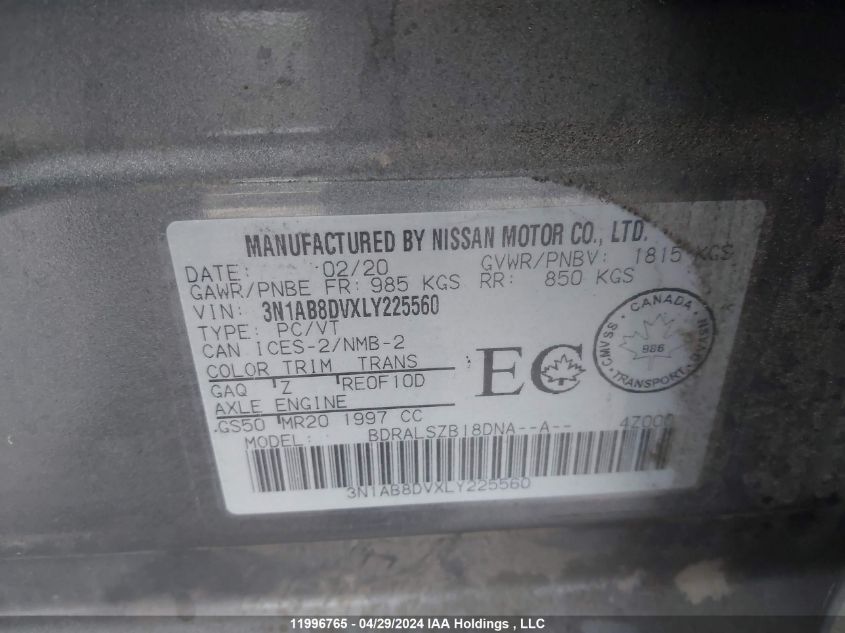 MANUFACTURED BY NISSAN MOTOR CO., LTD.
DATE: 02/20 GVWR/PNBV: 1815 KGS
GAWR/PNBE FR: 985 KGS RR: 850 KGS
VIN: 3N1AB8DVXLY225560
TYPE: PC/VT
CAN ICES-2/NMB-2
COLOR TRIM TRANS
GAQ Z RE0F10D
AXLE ENGINE
GS50 MR20 1997 CC
MODEL: BDRALSZB18DNA--A-- 4Z000
3N1AB8DVXLY225560
EC
CANADA
CMVSS NSVAC
986
TRANSPORT
11996765 - 04/29/2024 IAA Holdings , LLC